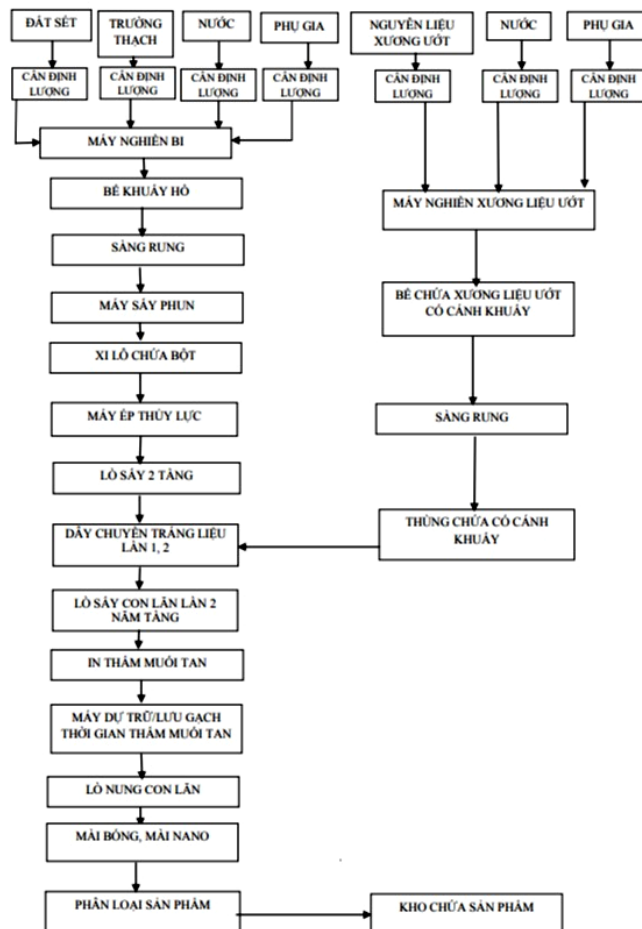 ĐẤT SÉT
TRƯỜNG
THẠCH
NƯỚC
PHỤ GIA
NGUYÊN LIỆU
XƯƠNG ƯỚT
NƯỚC
PHỤ GIA
CÂN ĐỊNH
LƯỢNG
CÂN ĐỊNH
LƯỢNG
CÂN ĐỊNH
LƯỢNG
CÂN ĐỊNH
LƯỢNG
CÂN ĐỊNH
LƯỢNG
CÂN ĐỊNH
LƯỢNG
CÂN ĐỊNH
LƯỢNG
MÁY NGHIỀN BI
BỂ KHUẤY HỒ
SÀNG RUNG
MÁY SẤY PHUN
XI LÔ CHỨA BỘT
MÁY ÉP THỦY LỰC
LÒ SẤY 2 TẦNG
DÂY CHUYỀN TRÁNG LIỆU
LẦN 1, 2
LÒ SẤY CON LĂN LẦN 2
NĂM TẦNG
IN THẤM MUỐI TAN
MÁY DỰ TRỮ/LƯU GẠCH
THỜI GIAN THẤM MUỐI TAN
LÒ NUNG CON LĂN
MÀI BÓNG, MÀI NANO
PHÂN LOẠI SẢN PHẨM
MÁY NGHIỀN XƯƠNG LIỆU ƯỚT
BỂ CHỨA XƯƠNG LIỆU ƯỚT
CÓ CÁNH KHUẤY
SÀNG RUNG
THÙNG CHỨA CÓ CÁNH
KHUẤY
KHO CHỨA SẢN PHẨM